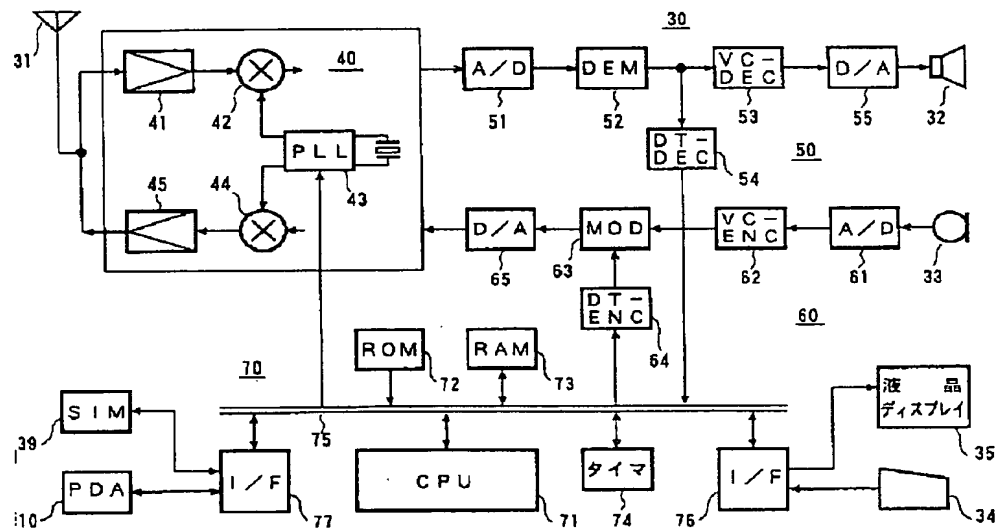 31
41
42
40
PLL
43
44
45
A/D
51
DEM
52
30
VC-
DEC
53
D/A
55
32
DT-
DEC
54
50
D/A
65
MOD
63
VC-
ENC
62
A/D
61
33
DT-
ENC
64
60
70
ROM
72
RAM
73
75
SIM
39
PDA
10
I/F
77
CPU
71
タイマ
74
I/F
76
液晶
ディスプレイ
35
34